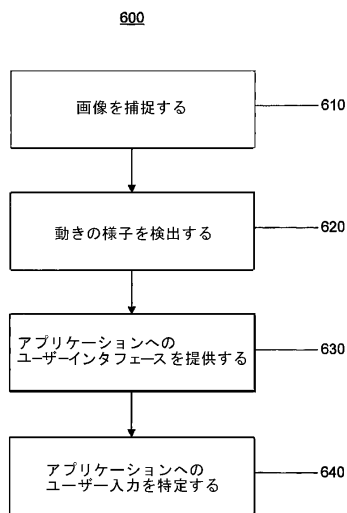 600
画像を捕捉する
610
動きの様子を検出する
620
アプリケーションへの
ユーザーインタフェースを提供する
630
アプリケーションへの
ユーザー入力を特定する
640